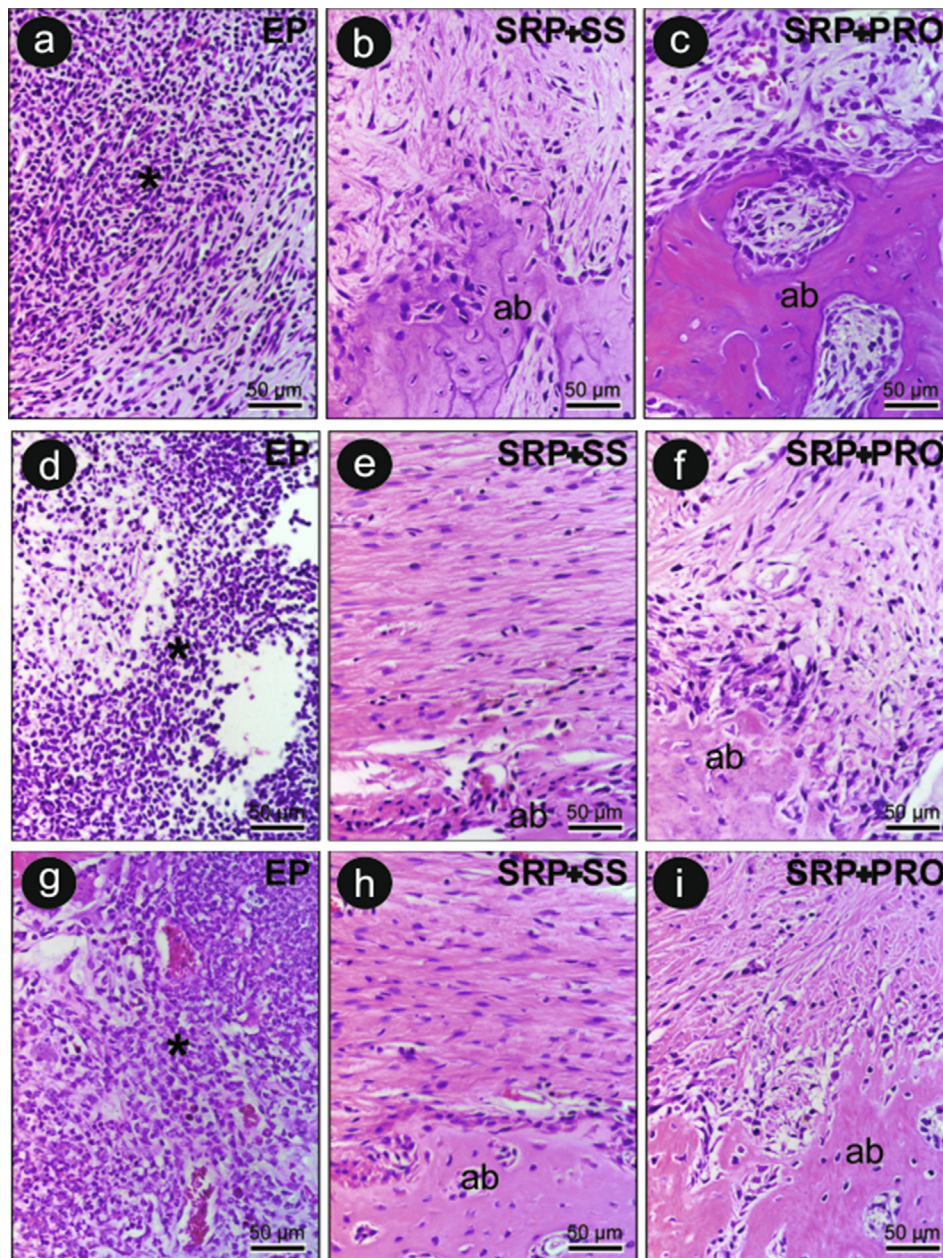 a EP
b SRP+SS
c SRP+PRO
*
ab
ab
50 µm
50 µm
50 µm
d EP
e SRP+SS
f SRP+PRO
*
ab
ab
50 µm
50 µm
50 µm
g EP
h SRP+SS
i SRP+PRO
*
ab
ab
50 µm
50 µm
50 µm